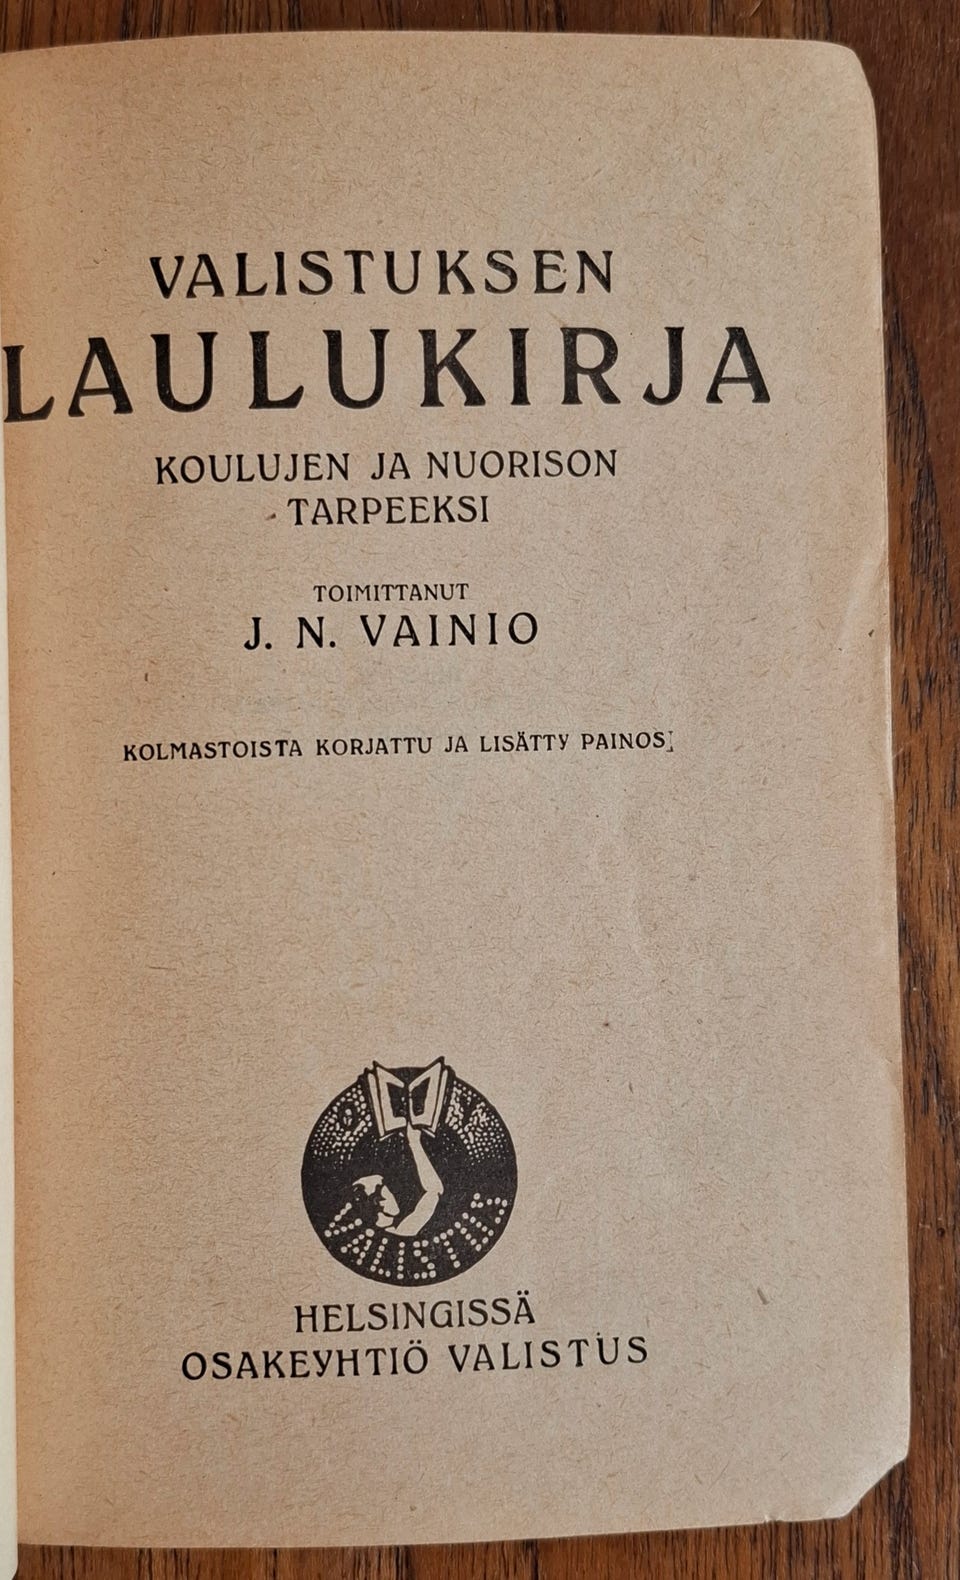 VALISTUKSEN
LAULUKIRJA
KOULUJEN JA NUORISON
TARPEEKSI
TOIMITTANUT
J. N. VAINIO
KOLMASTOISTA KORJATTU JA LISÄTTY PAINOS
VALISTUS
HELSINGISSÄ
OSAKEYHTIÖ VALISTUS